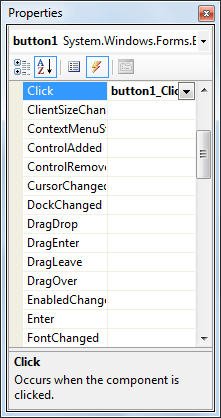 Properties
button1 System.Windows.Forms.B
A
Z
Click button1_Clic
ClientSizeChan
ContextMenuS
ControlAdded
ControlRemove
CursorChanged
DockChanged
DragDrop
DragEnter
DragLeave
DragOver
EnabledChange
Enter
FontChanged
Click
Occurs when the component is
clicked.